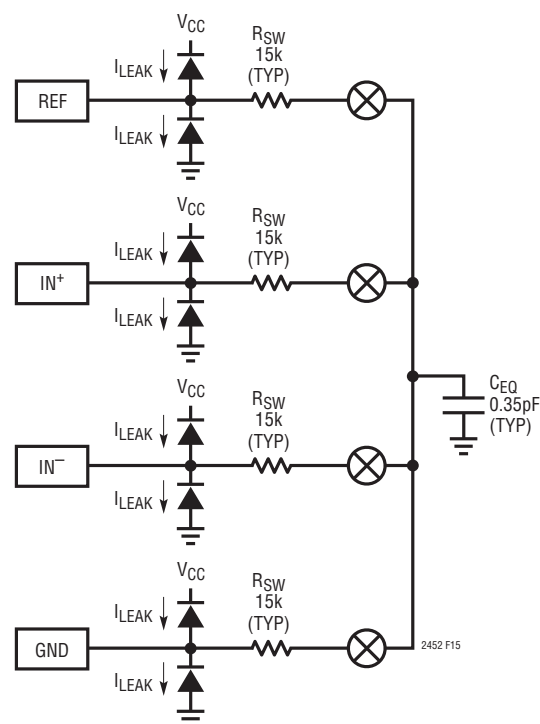 VCC
RSW
15k
(TYP)
ILEAK
REF
ILEAK
VCC
RSW
15k
(TYP)
ILEAK
IN+
ILEAK
CEQ
0.35pF
(TYP)
VCC
RSW
15k
(TYP)
ILEAK
IN−
ILEAK
VCC
RSW
15k
(TYP)
ILEAK
GND
2452 F15
ILEAK